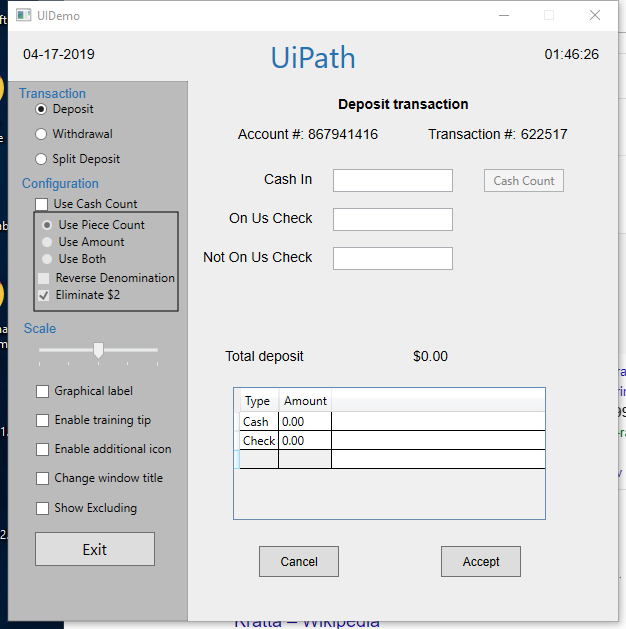 UIDemo
04-17-2019
UiPath
01:46:26
Transaction
Deposit
Withdrawal
Split Deposit
Configuration
Use Cash Count
Use Piece Count
Use Amount
Use Both
Reverse Denomination
Eliminate $2
Scale
Graphical label
Enable training tip
Enable additional icon
Change window title
Show Excluding
Exit
Deposit transaction
Account #: 867941416 Transaction #: 622517
Cash In
Cash Count
On Us Check
Not On Us Check
Total deposit $0.00
Type Amount
Cash 0.00
Check 0.00
Cancel
Accept
Kratta – Wikipedia